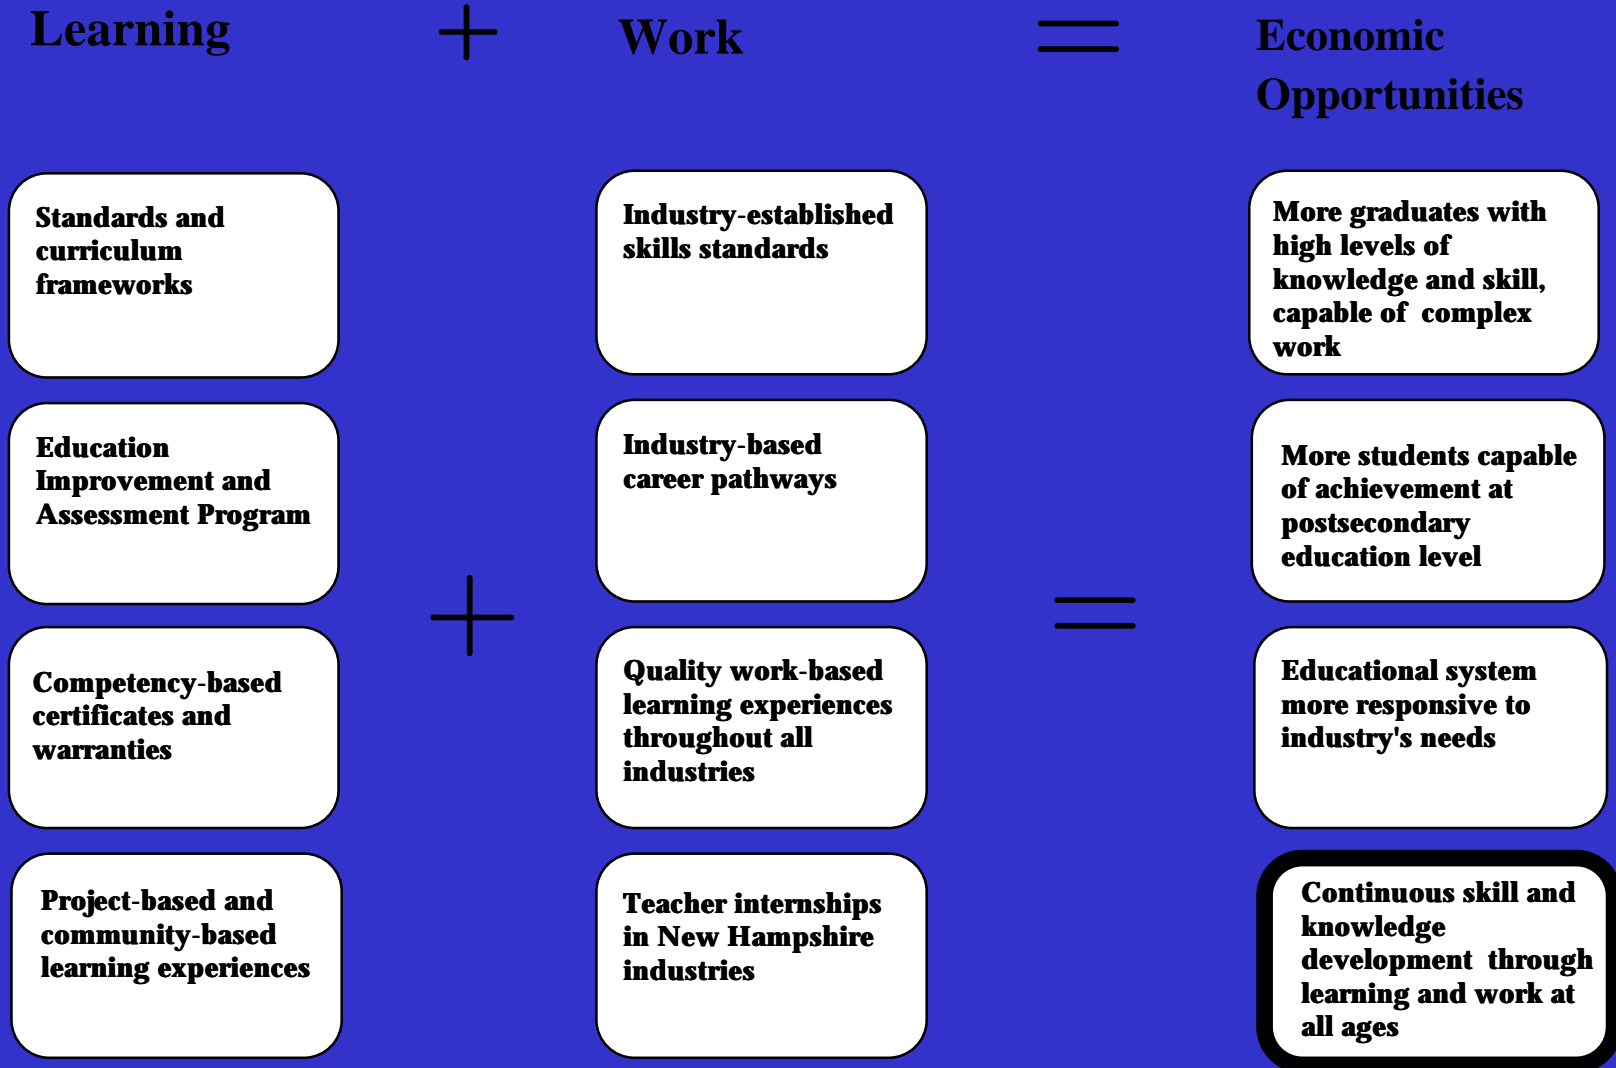 Learning + Work = Economic
Opportunities
Standards and
curriculum
frameworks
Industry-established
skills standards
More graduates with
high levels of
knowledge and skill,
capable of complex
work
Education
Improvement and
Assessment Program
Industry-based
career pathways
More students capable
of achievement at
postsecondary
education level
+
=
Competency-based
certificates and
warranties
Quality work-based
learning experiences
throughout all
industries
Educational system
more responsive to
industry's needs
Project-based and
community-based
learning experiences
Teacher internships
in New Hampshire
industries
Continuous skill and
knowledge
development through
learning and work at
all ages